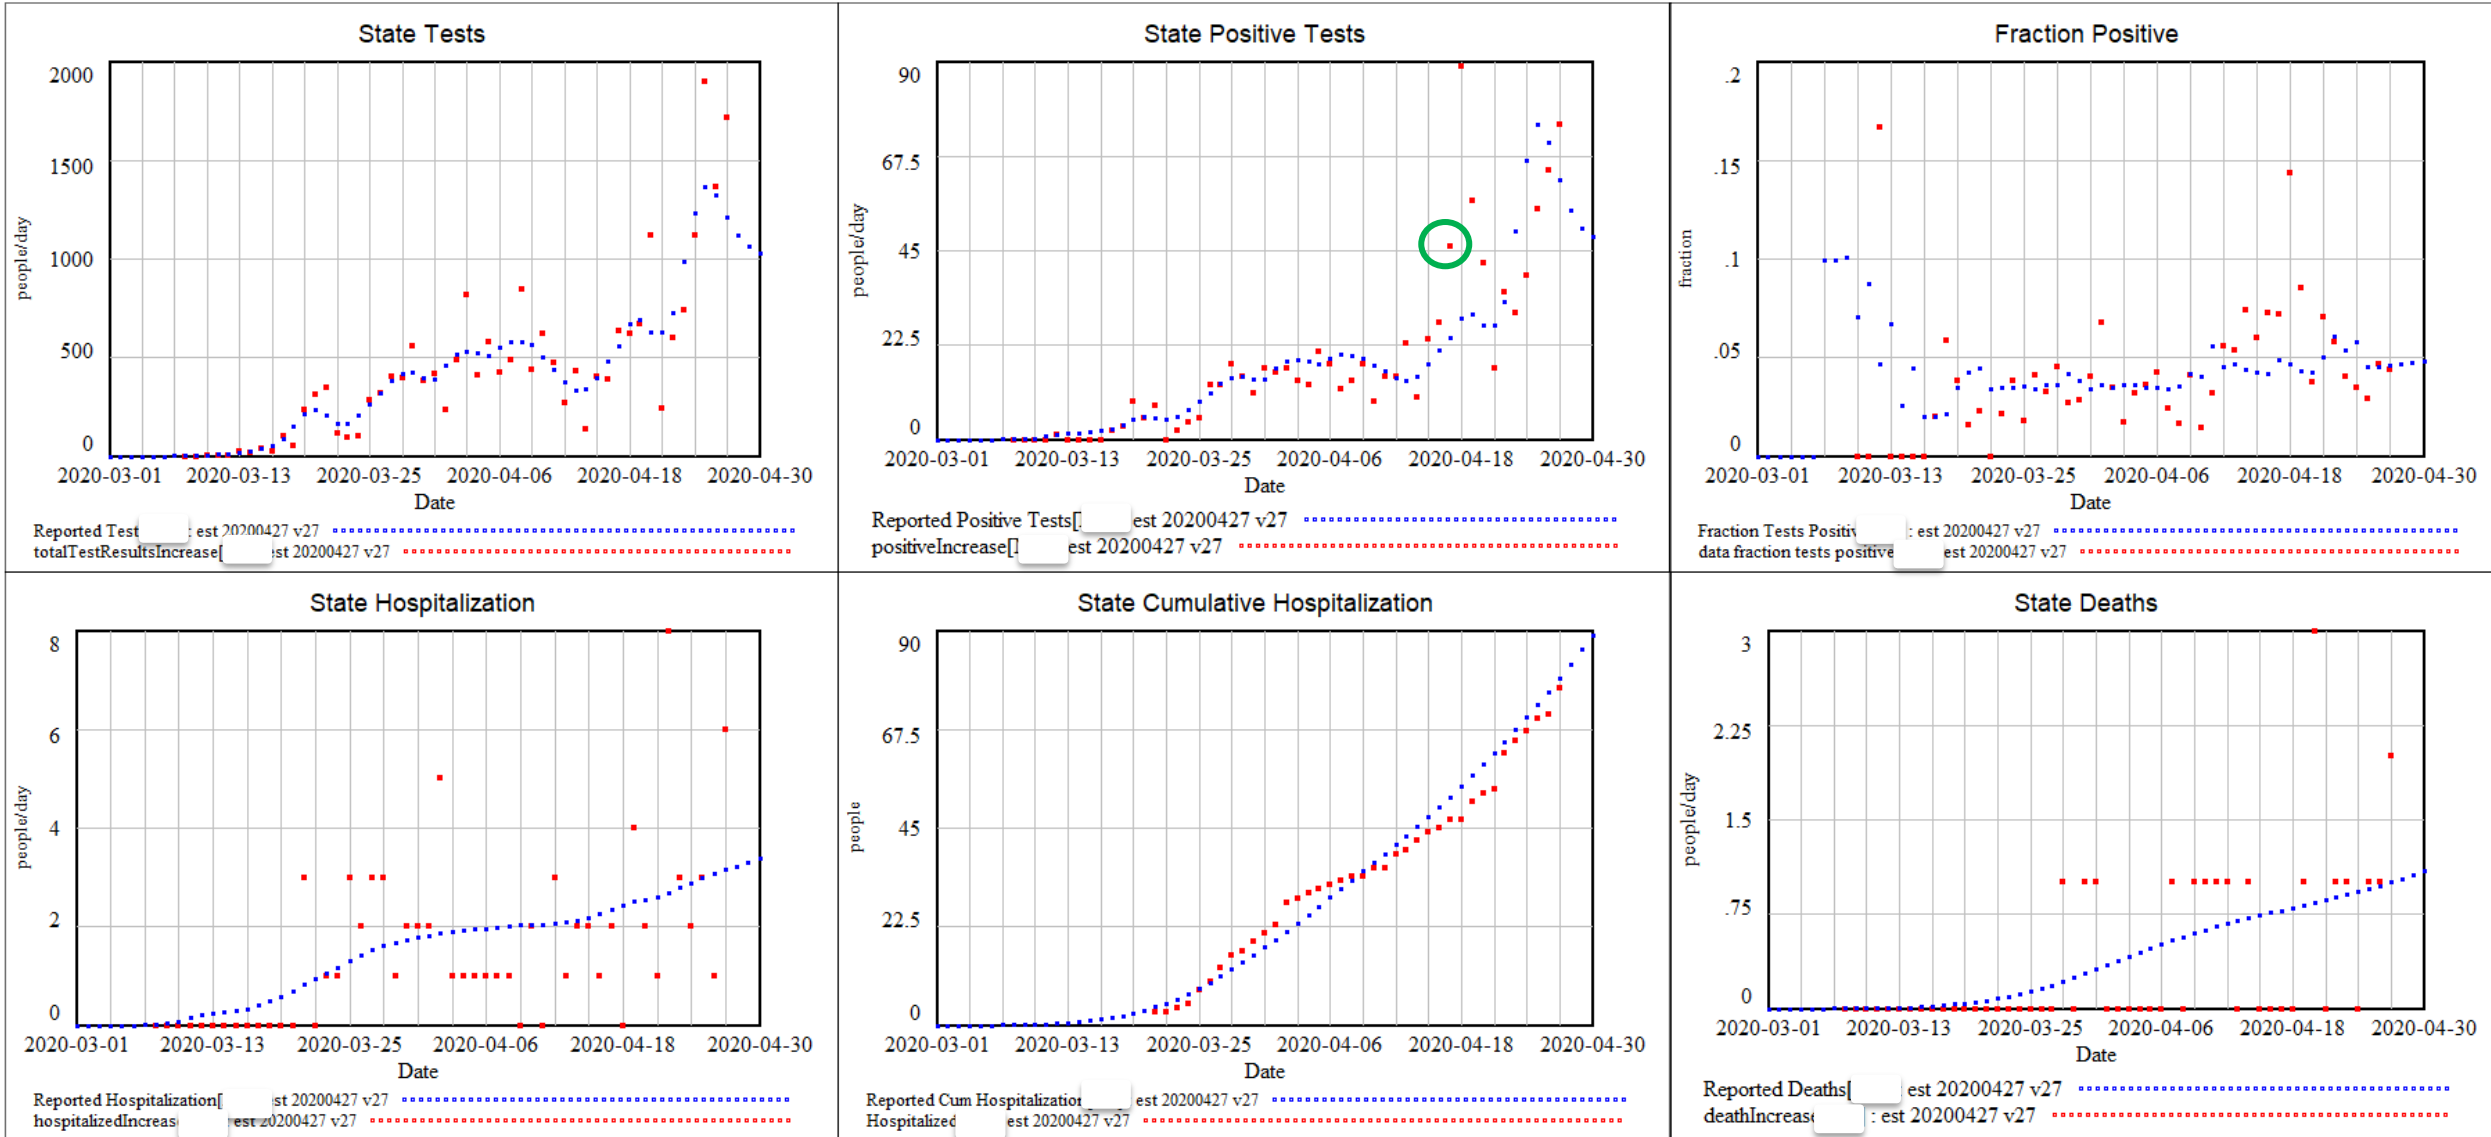 State Tests
2000
1500
1000
500
0
people/day
2020-03-01 2020-03-13 2020-03-25 2020-04-06 2020-04-18 2020-04-30
Date
Reported Test : est 20200427 v27
totalTestResultsIncrease[ est 20200427 v27
State Positive Tests
90
67.5
45
22.5
0
people/day
2020-03-01 2020-03-13 2020-03-25 2020-04-06 2020-04-18 2020-04-30
Date
Reported Positive Tests[ est 20200427 v27
positiveIncrease[ est 20200427 v27
Fraction Positive
.2
.15
.1
.05
0
fraction
2020-03-01 2020-03-13 2020-03-25 2020-04-06 2020-04-18 2020-04-30
Date
Fraction Tests Positiv : est 20200427 v27
data fraction tests positive est 20200427 v27
State Hospitalization
8
6
4
2
0
people/day
2020-03-01 2020-03-13 2020-03-25 2020-04-06 2020-04-18 2020-04-30
Date
Reported Hospitalization[ est 20200427 v27
hospitalizedIncreas est 20200427 v27
State Cumulative Hospitalization
90
67.5
45
22.5
0
people
2020-03-01 2020-03-13 2020-03-25 2020-04-06 2020-04-18 2020-04-30
Date
Reported Cum Hospitalization est 20200427 v27
Hospitalized est 20200427 v27
State Deaths
3
2.25
1.5
.75
0
people/day
2020-03-01 2020-03-13 2020-03-25 2020-04-06 2020-04-18 2020-04-30
Date
Reported Deaths[ est 20200427 v27
deathIncrease : est 20200427 v27